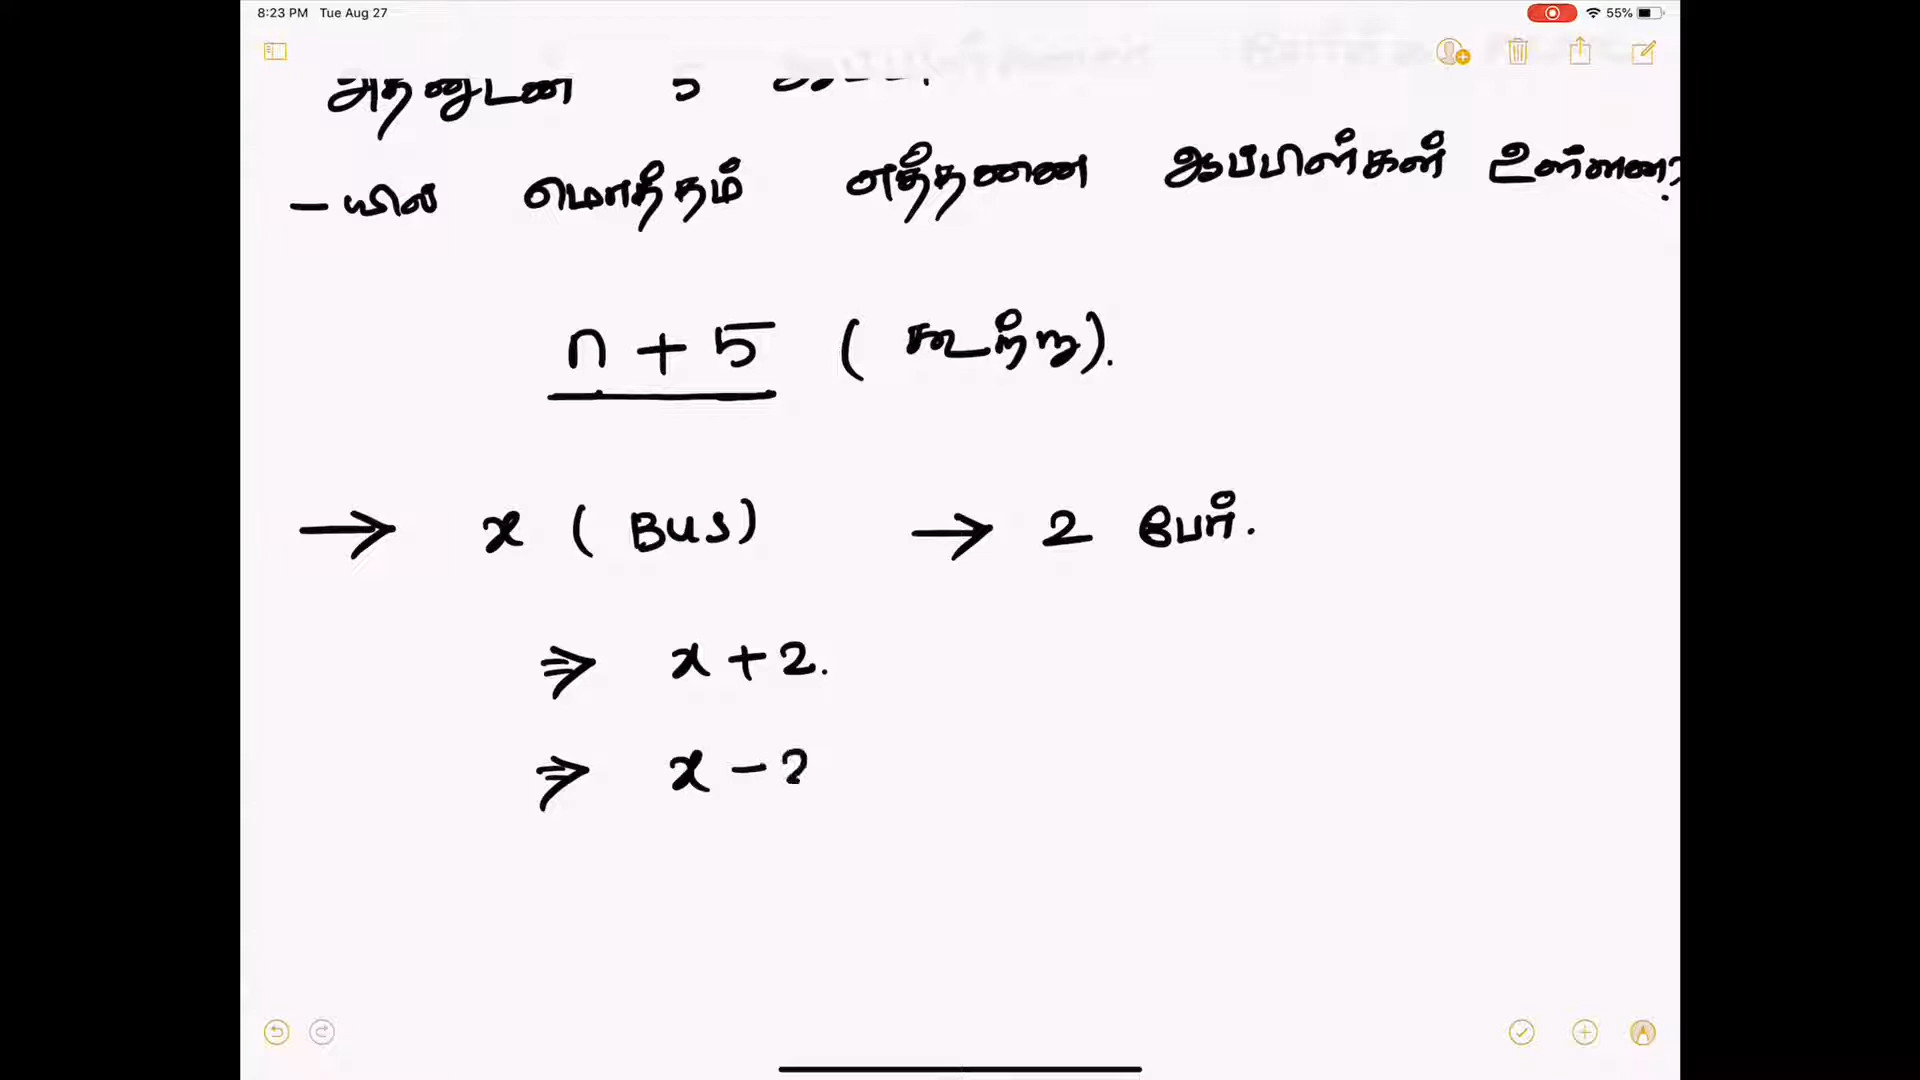 8:23 PM Tue Aug 27 55%
அதனுடன் 5
-யில் மொத்தம் எத்தனை ஆப்பிள்கள் உள்ளன?
n + 5 ( கூற்று ).
→ x ( BUS ) → 2 பேர்.
⇒ x + 2.
⇒ x - 2